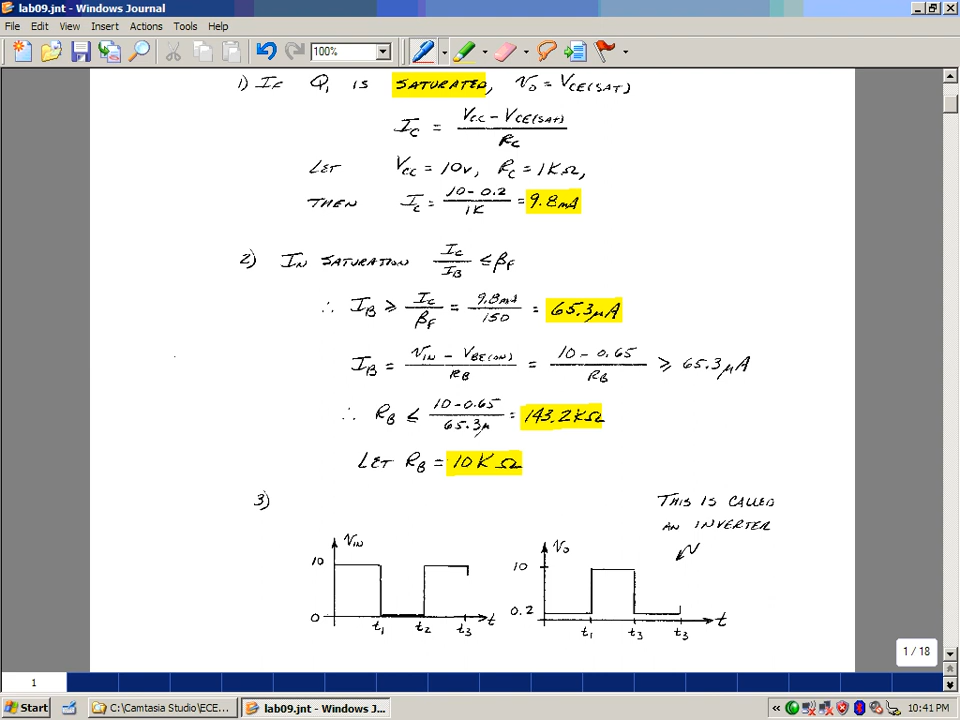 lab09.jnt - Windows Journal
File Edit View Insert Actions Tools Help
100%
1) IF Q1 IS SATURATED, VO = VCE(SAT)
IC = (VCC - VCE(SAT)) / RC
LET VCC = 10V, RC = 1KΩ,
THEN IC = (10 - 0.2) / 1K = 9.8mA
2) IN SATURATION IC / IB ≤ βF
∴ IB ≥ IC / βF = 9.8mA / 150 = 65.3μA
IB = (VIN - VBE(ON)) / RB = (10 - 0.65) / RB ≥ 65.3μA
∴ RB ≤ (10 - 0.65) / 65.3μ = 143.2KΩ
LET RB = 10KΩ
3)
THIS IS CALLED
AN INVERTER
VIN
10
0
t1 t2 t3 t
VO
10
0.2
t1 t3 t3 t
1 / 18
1
Start C:\Camtasia Studio\ECE... lab09.jnt - Windows J... 10:41 PM